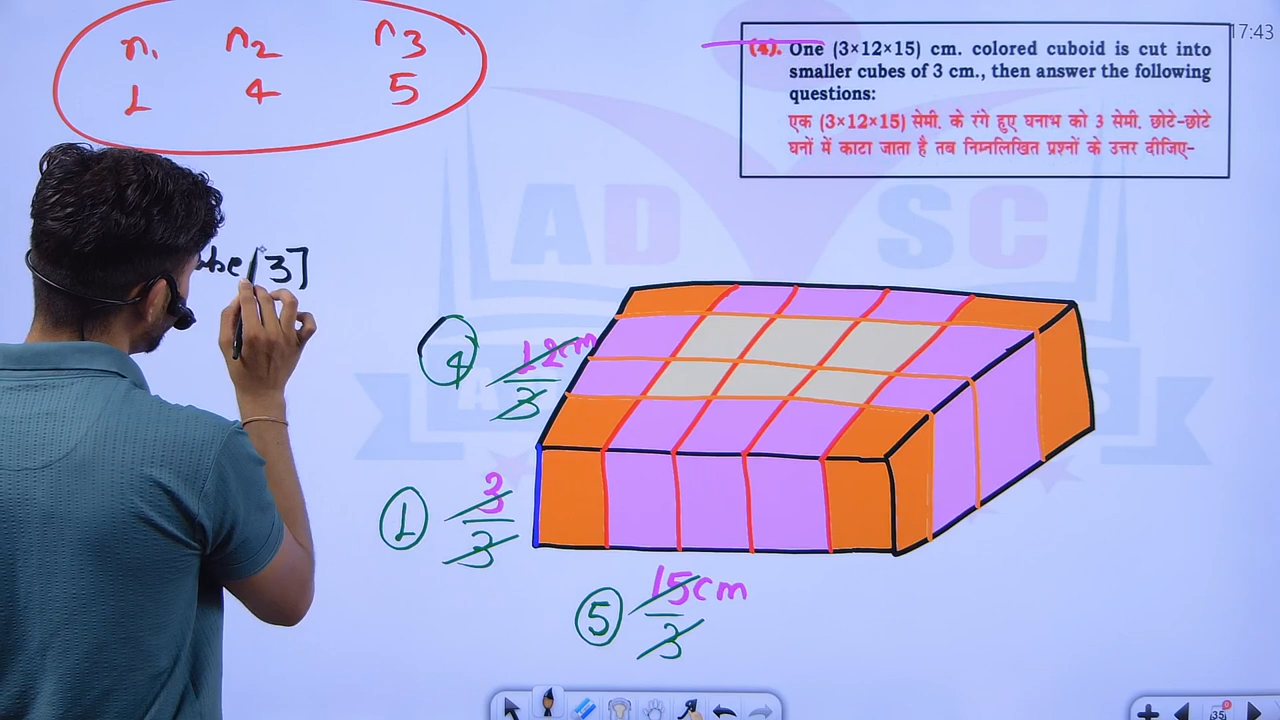 n1 n2 n3
1 4 5
17:43
(4). One (3×12×15) cm. colored cuboid is cut into
smaller cubes of 3 cm., then answer the following
questions:
एक (3×12×15) सेमी. के रंगे हुए घनाभ को 3 सेमी. छोटे-छोटे
घनों में काटा जाता है तब निम्नलिखित प्रश्नों के उत्तर दीजिए-
ADSC
[3]
4 12cm
3
1 3
3
5 15cm
3
35